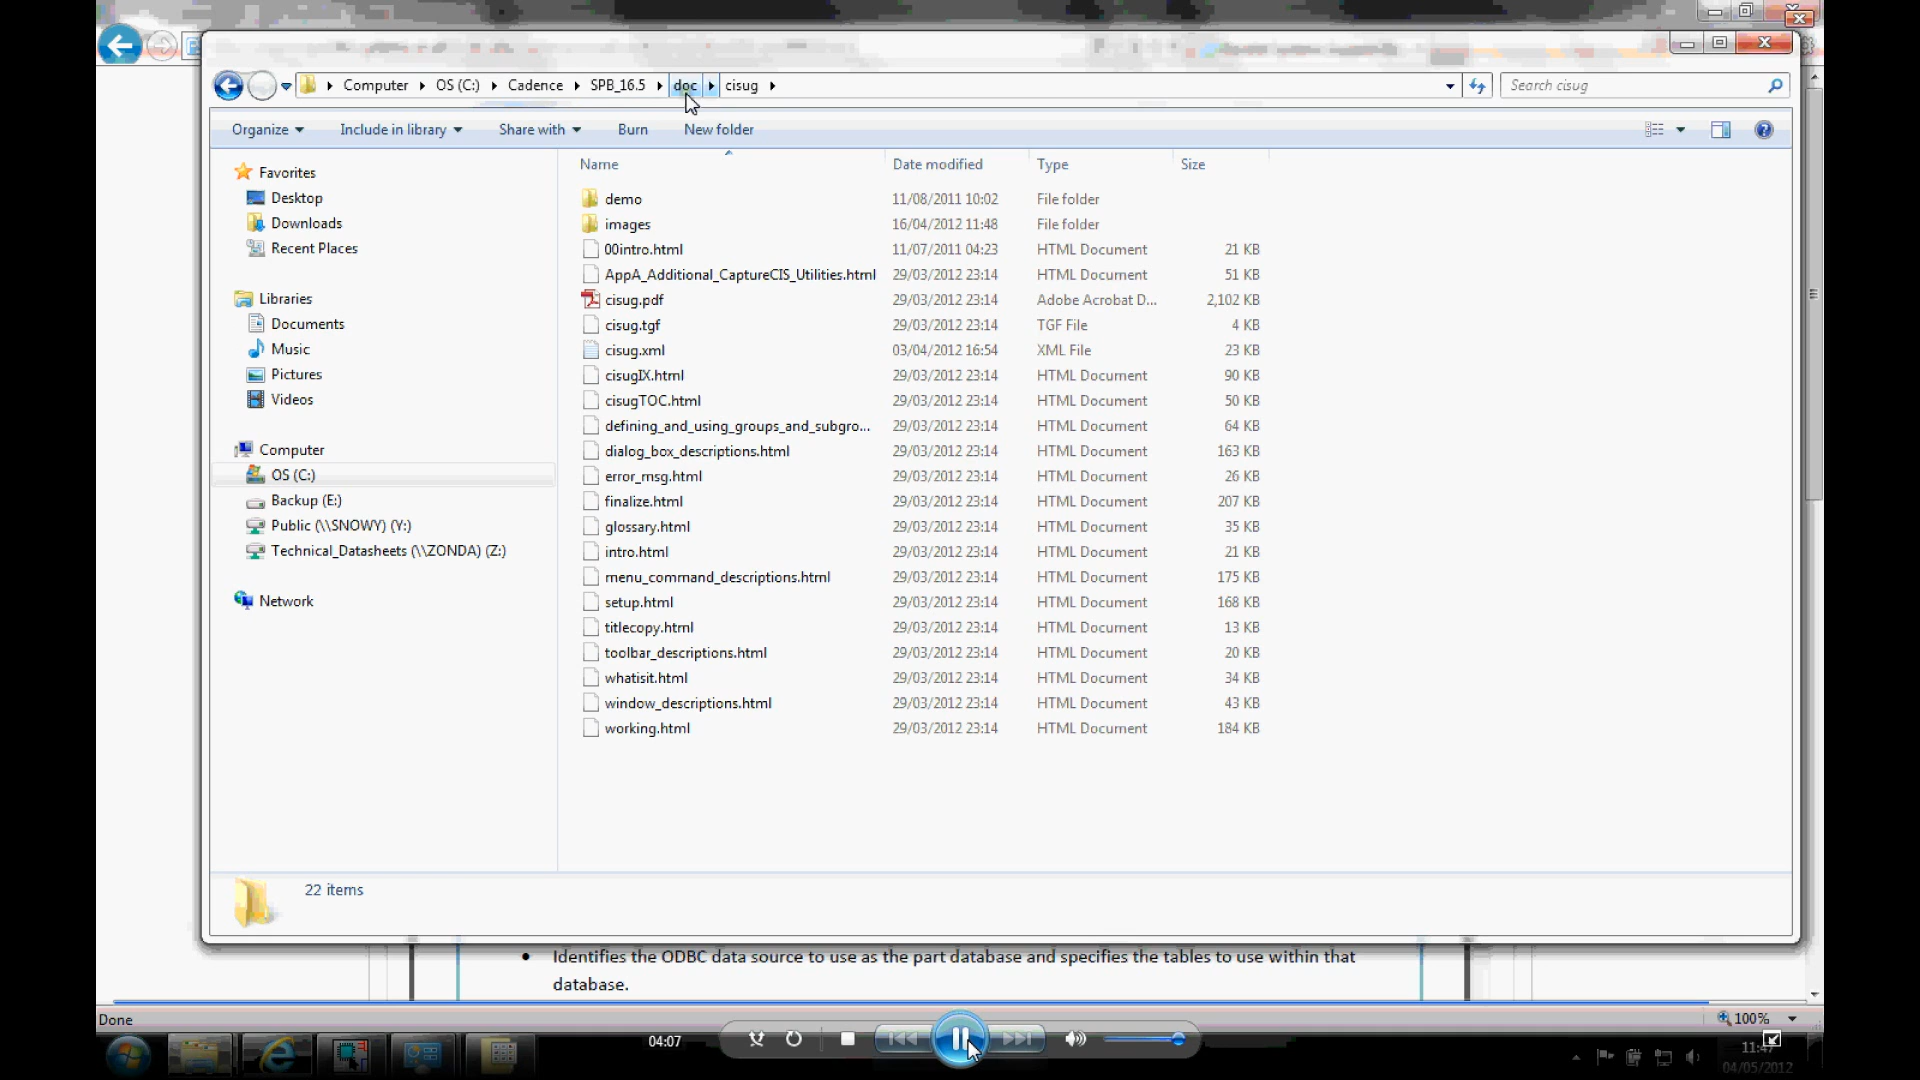 Computer OS (C:) Cadence SPB_16.5 doc cisug
Search cisug
Organize Include in library Share with Burn New folder
Name Date modified Type Size
Favorites
Desktop
Downloads
Recent Places
Libraries
Documents
Music
Pictures
Videos
Computer
OS (C:)
Backup (E:)
Public (\\SNOWY) (Y:)
Technical_Datasheets (\\ZONDA) (Z:)
Network
demo 11/08/2011 10:02 File folder
images 16/04/2012 11:48 File folder
00intro.html 11/07/2011 04:23 HTML Document 21 KB
AppA_Additional_CaptureCIS_Utilities.html 29/03/2012 23:14 HTML Document 51 KB
cisug.pdf 29/03/2012 23:14 Adobe Acrobat D... 2,102 KB
cisug.tgf 29/03/2012 23:14 TGF File 4 KB
cisug.xml 03/04/2012 16:54 XML File 23 KB
cisugIX.html 29/03/2012 23:14 HTML Document 90 KB
cisugTOC.html 29/03/2012 23:14 HTML Document 50 KB
defining_and_using_groups_and_subgro... 29/03/2012 23:14 HTML Document 64 KB
dialog_box_descriptions.html 29/03/2012 23:14 HTML Document 163 KB
error_msg.html 29/03/2012 23:14 HTML Document 26 KB
finalize.html 29/03/2012 23:14 HTML Document 207 KB
glossary.html 29/03/2012 23:14 HTML Document 35 KB
intro.html 29/03/2012 23:14 HTML Document 21 KB
menu_command_descriptions.html 29/03/2012 23:14 HTML Document 175 KB
setup.html 29/03/2012 23:14 HTML Document 168 KB
titlecopy.html 29/03/2012 23:14 HTML Document 13 KB
toolbar_descriptions.html 29/03/2012 23:14 HTML Document 20 KB
whatisit.html 29/03/2012 23:14 HTML Document 34 KB
window_descriptions.html 29/03/2012 23:14 HTML Document 43 KB
working.html 29/03/2012 23:14 HTML Document 184 KB
22 items
• Identifies the ODBC data source to use as the part database and specifies the tables to use within that
database.
Done
100%
04:07
11:47
04/05/2012